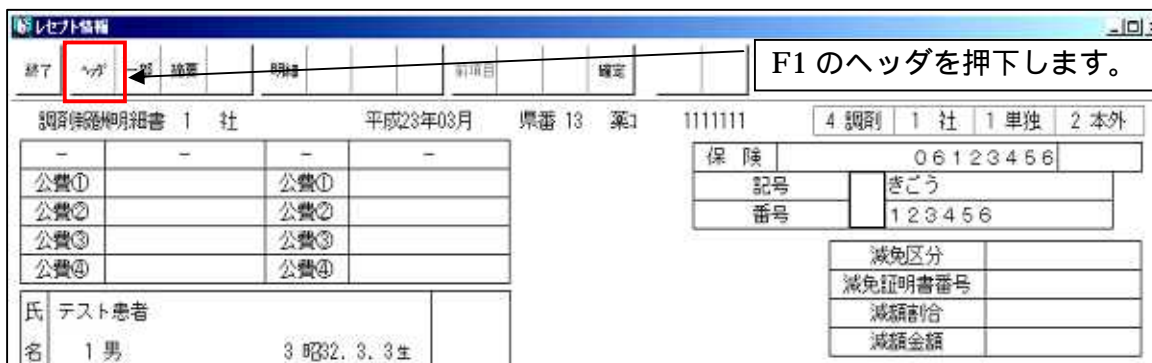 レセプト情報
終了 ヘッダ 一部 摘要 明細 前項目 確定
F1 のヘッダを押下します。
明細書 1 社 平成23年03月 県番 13 薬ｺ 1111111 4 調剤 1 社 1 単独 2 本外
－ － － －
保 険 06123456
公費① 公費①
記号 きごう
公費② 公費②
番号 123456
公費③ 公費③
公費④ 公費④
減免区分
減免証明書番号
減額割合
減額金額
氏 テスト患者
名 1 男 3 昭32. 3. 3生